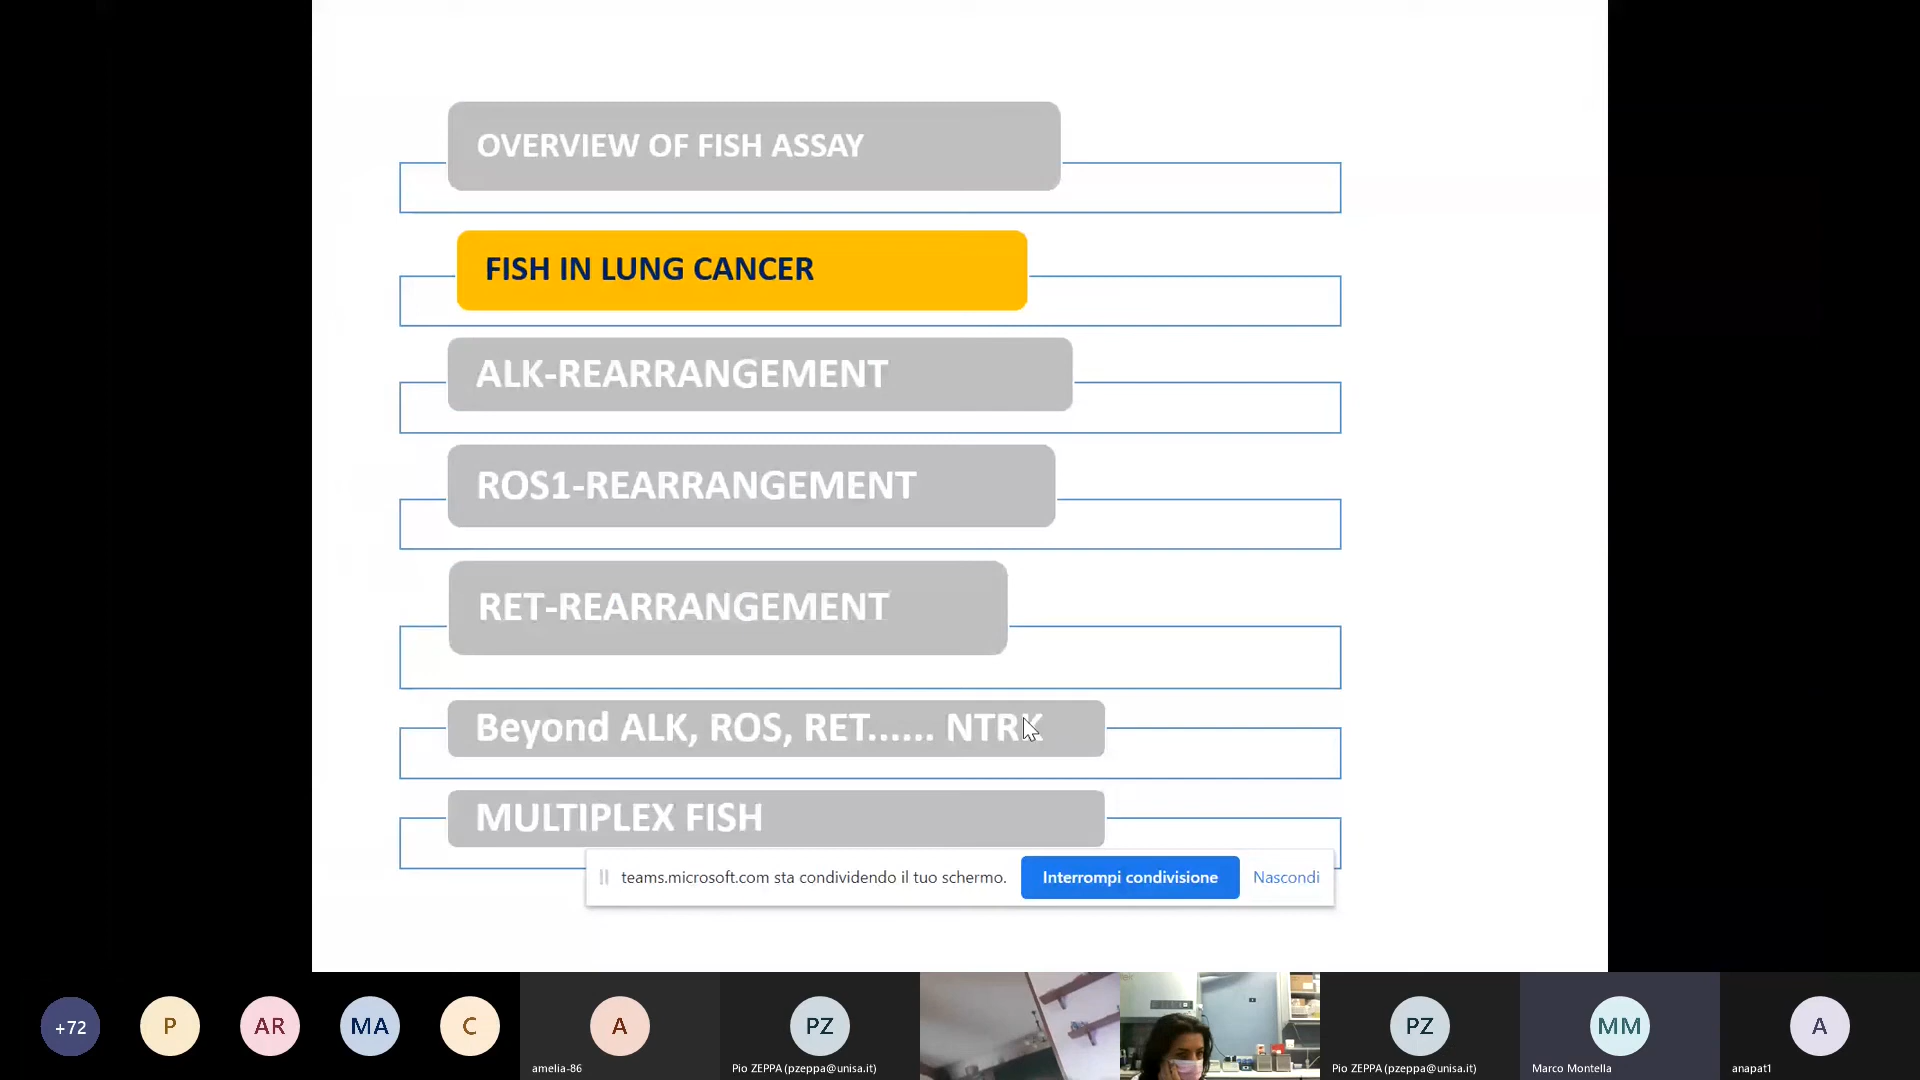 OVERVIEW OF FISH ASSAY
FISH IN LUNG CANCER
ALK-REARRANGEMENT
ROS1-REARRANGEMENT
RET-REARRANGEMENT
Beyond ALK, ROS, RET...... NTRK
MULTIPLEX FISH
teams.microsoft.com sta condividendo il tuo schermo.
Interrompi condivisione
Nascondi
+72
P
AR
MA
C
A
amelia-86
PZ
Pio ZEPPA (pzeppa@unisa.it)
PZ
Pio ZEPPA (pzeppa@unisa.it)
MM
Marco Montella
A
anapat1